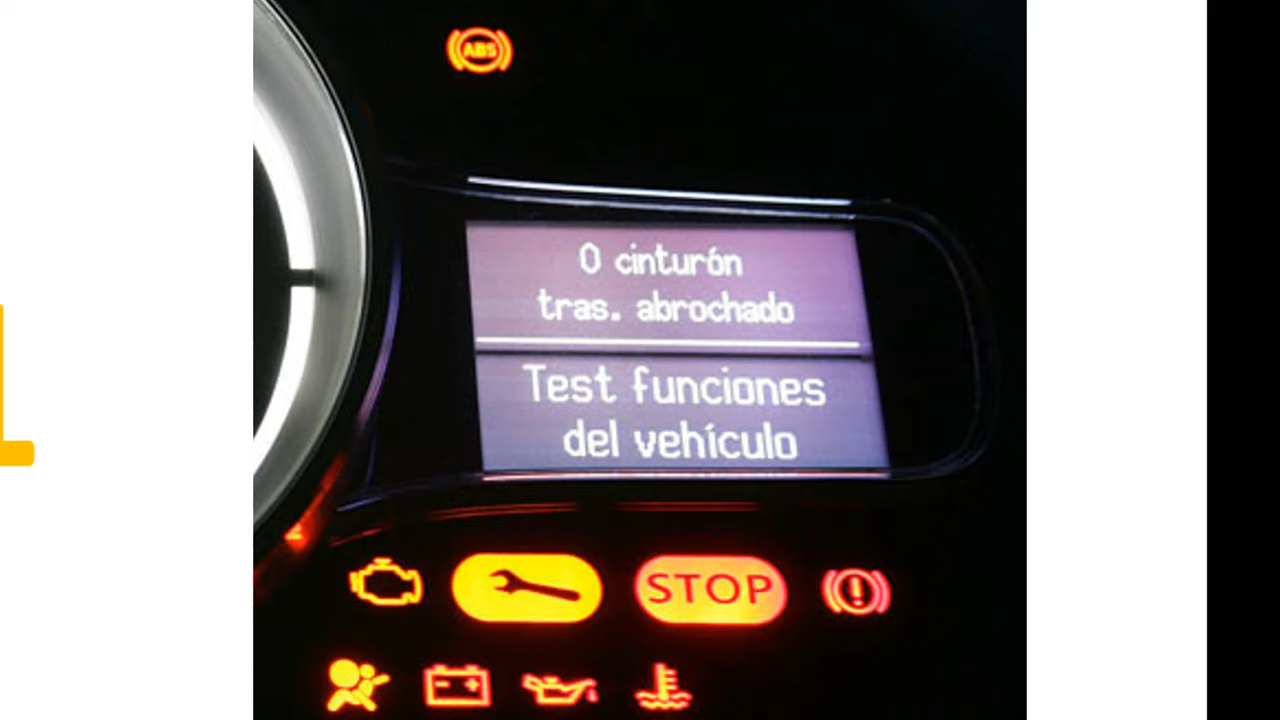 ABS
0 cinturón
tras. abrochado
Test funciones
del vehículo
STOP